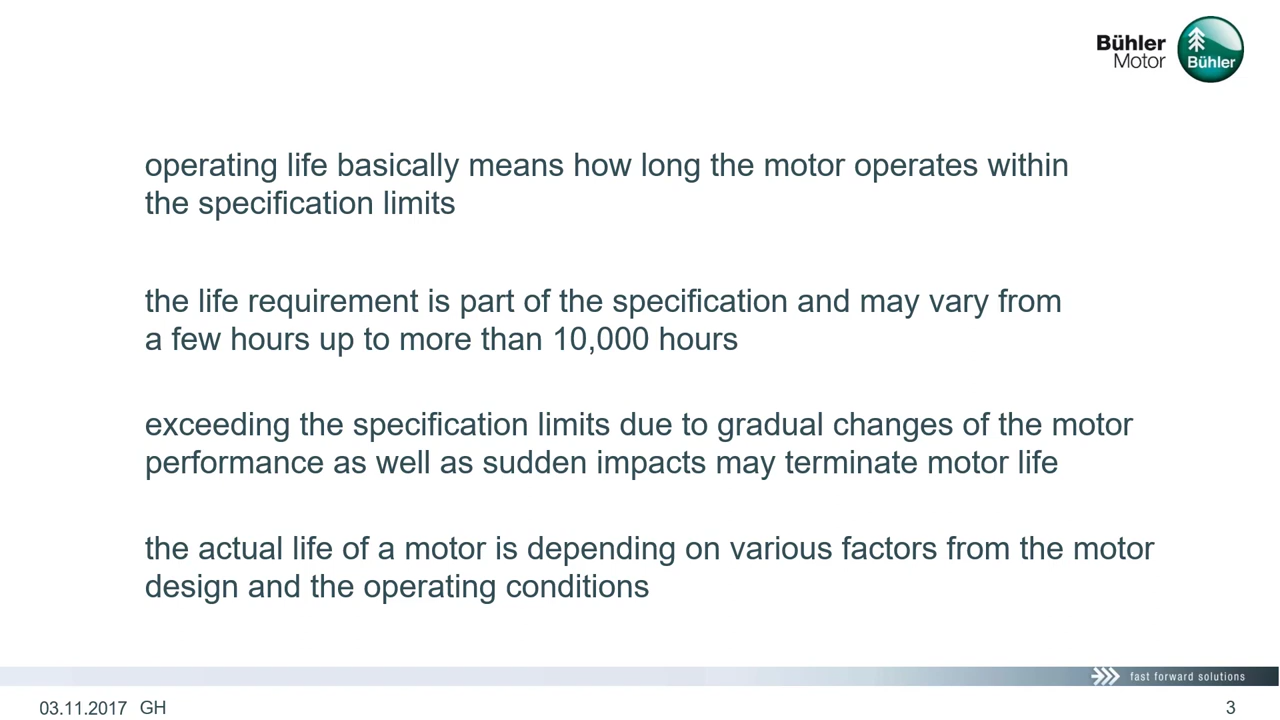 Bühler
Motor
Bühler
operating life basically means how long the motor operates within
the specification limits
the life requirement is part of the specification and may vary from
a few hours up to more than 10,000 hours
exceeding the specification limits due to gradual changes of the motor
performance as well as sudden impacts may terminate motor life
the actual life of a motor is depending on various factors from the motor
design and the operating conditions
fast forward solutions
03.11.2017 GH
3